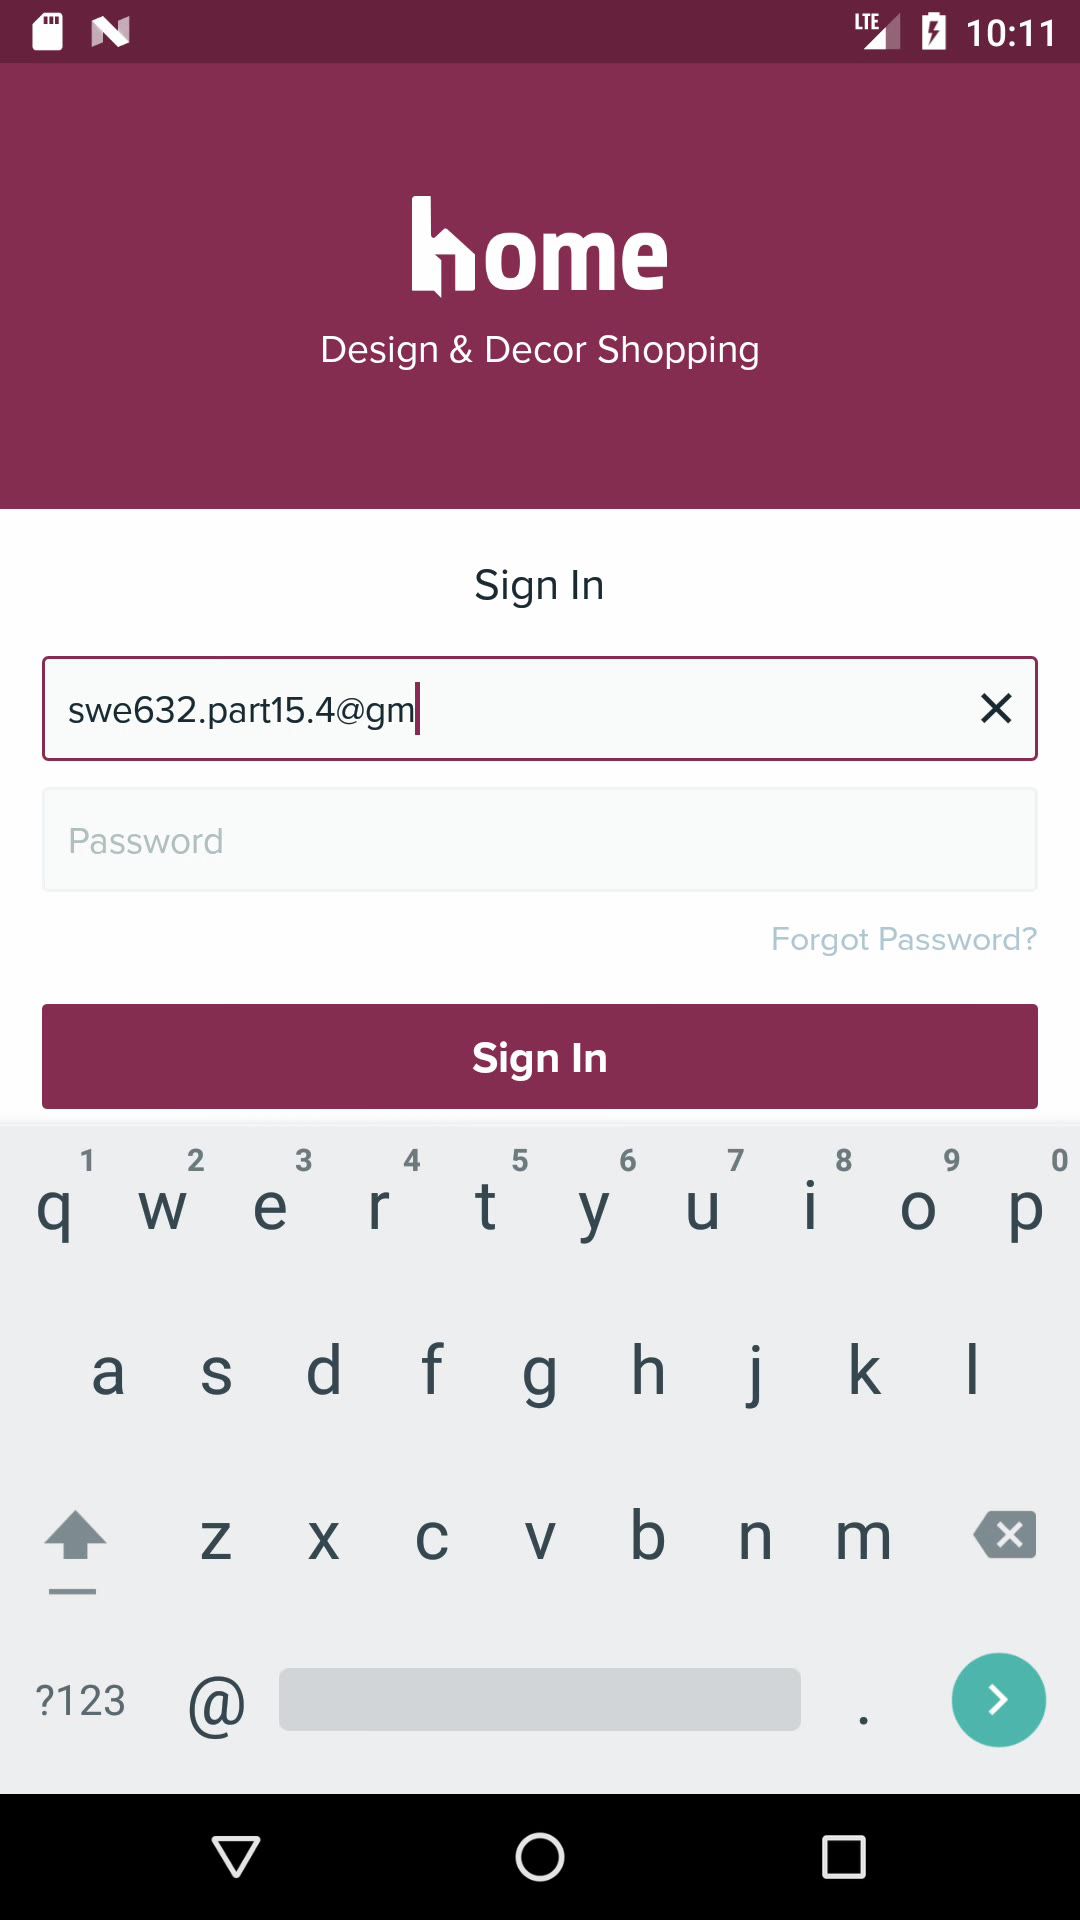 LTE 10:11
home
Design & Decor Shopping
Sign In
swe632.part15.4@gm
Password
Forgot Password?
Sign In
1 2 3 4 5 6 7 8 9 0
q w e r t y u i o p
a s d f g h j k l
z x c v b n m
?123 @ .